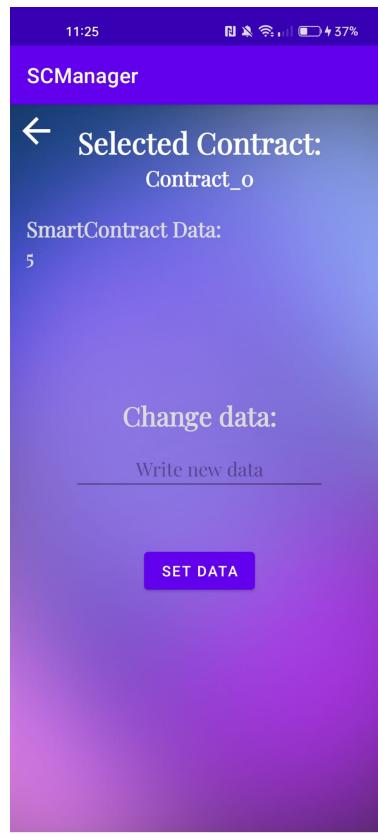 11:25 37%
SCManager
Selected Contract:
Contract_0
SmartContract Data:
5
Change data:
Write new data
SET DATA